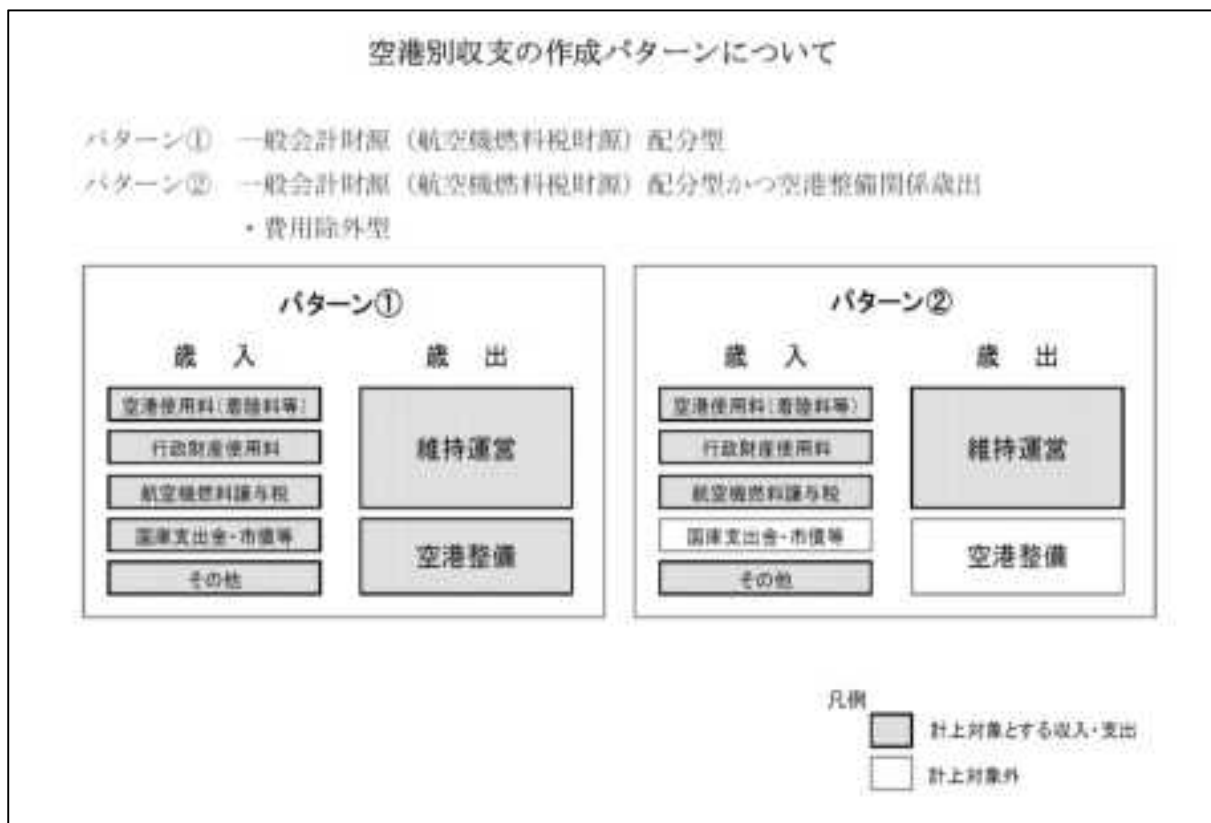 空港別収支の作成パターンについて
パターン① 一般会計財源（航空機燃料税財源）配分型
パターン② 一般会計財源（航空機燃料税財源）配分型かつ空港整備関係歳出
・費用除外型
パターン①
歳 入 歳 出
空港使用料（着陸料等）
行政財産使用料
航空機燃料譲与税
国庫支出金・市債等
その他
維持運営
空港整備
パターン②
歳 入 歳 出
空港使用料（着陸料等）
行政財産使用料
航空機燃料譲与税
国庫支出金・市債等
その他
維持運営
空港整備
凡例
計上対象とする収入・支出
計上対象外